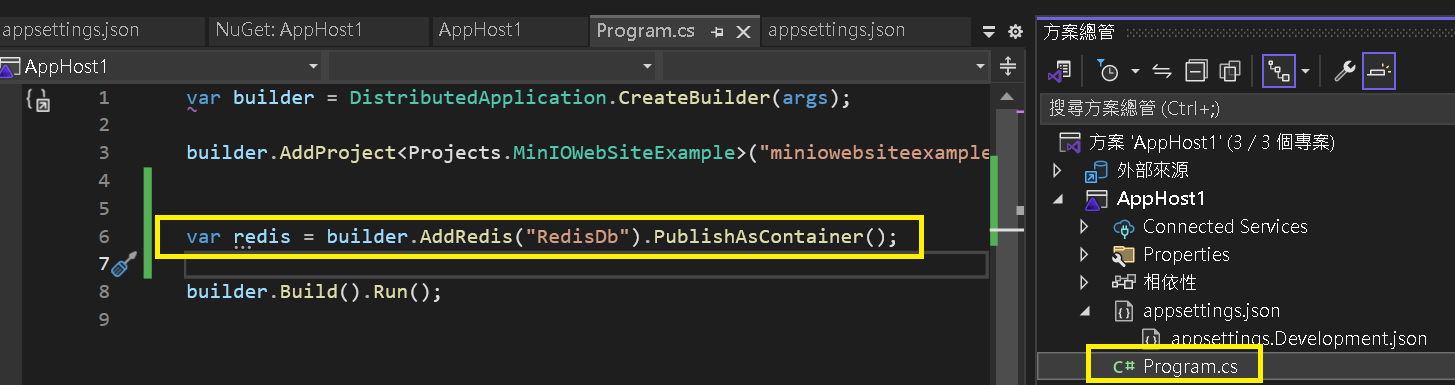 appsettings.json NuGet: AppHost1 AppHost1 Program.cs appsettings.json
AppHost1
1 var builder = DistributedApplication.CreateBuilder(args);
2
3 builder.AddProject<Projects.MinIOWebSiteExample>("miniowebsiteexample
4
5
6 var redis = builder.AddRedis("RedisDb").PublishAsContainer();
7
8 builder.Build().Run();
9
方案總管
搜尋方案總管 (Ctrl+;)
方案 'AppHost1' (3 / 3 個專案)
外部來源
AppHost1
Connected Services
Properties
相依性
appsettings.json
appsettings.Development.json
C# Program.cs